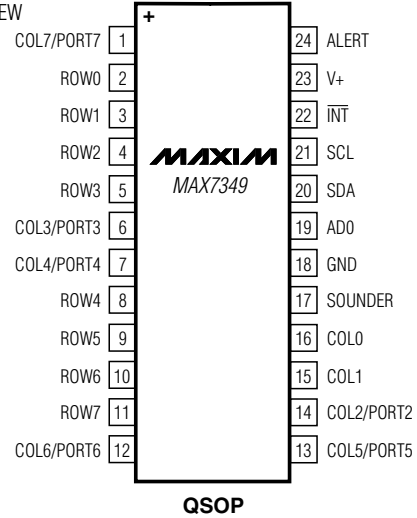 EW
+
COL7/PORT7 1 24 ALERT
ROW0 2 23 V+
ROW1 3 22 INT
ROW2 4 MAXIM 21 SCL
ROW3 5 MAX7349 20 SDA
COL3/PORT3 6 19 AD0
COL4/PORT4 7 18 GND
ROW4 8 17 SOUNDER
ROW5 9 16 COL0
ROW6 10 15 COL1
ROW7 11 14 COL2/PORT2
COL6/PORT6 12 13 COL5/PORT5
QSOP